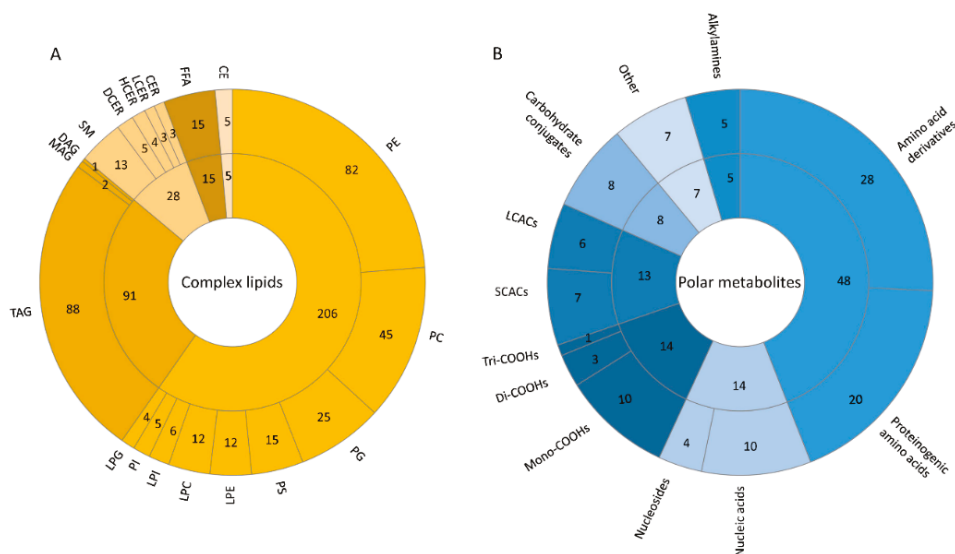 A
CE
FFA
CER
LCER
HCER
DCER
SM
DAG
MAG
TAG
LPG
PI
LPI
LPC
LPE
PS
PG
PC
PE
5
15
3
3
4
5
13
1
2
88
4
5
6
12
12
15
25
45
82
5
15
28
91
206
Complex lipids
B
Alkylamines
Other
Carbohydrate
conjugates
LCACs
SCACs
Tri-COOHs
Di-COOHs
Mono-COOHs
Nucleosides
Nucleic acids
Proteinogenic
amino acids
Amino acid
derivatives
5
7
8
6
7
1
3
10
4
10
20
28
5
7
8
13
14
14
48
Polar metabolites